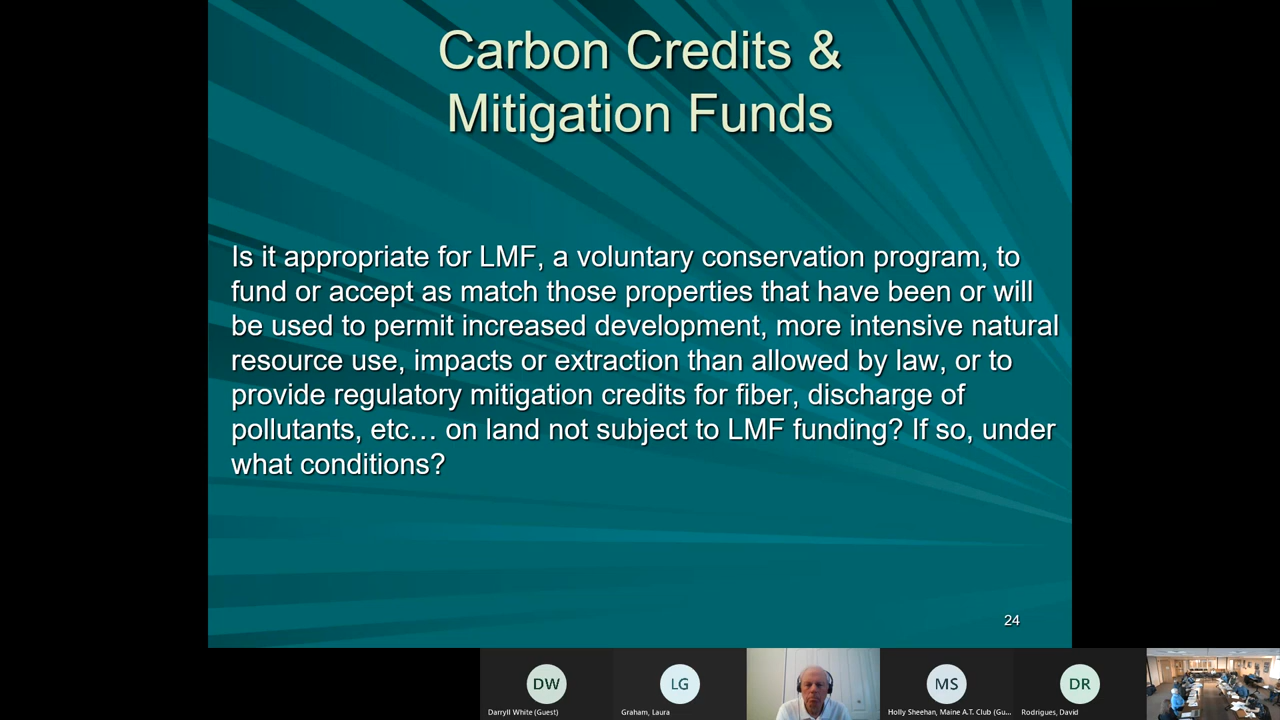 Carbon Credits &
Mitigation Funds
Is it appropriate for LMF, a voluntary conservation program, to
fund or accept as match those properties that have been or will
be used to permit increased development, more intensive natural
resource use, impacts or extraction than allowed by law, or to
provide regulatory mitigation credits for fiber, discharge of
pollutants, etc… on land not subject to LMF funding? If so, under
what conditions?
24
DW
LG
MS
DR
Darryll White (Guest)
Graham, Laura
Holly Sheehan, Maine A.T. Club (Gu...
Rodrigues, David